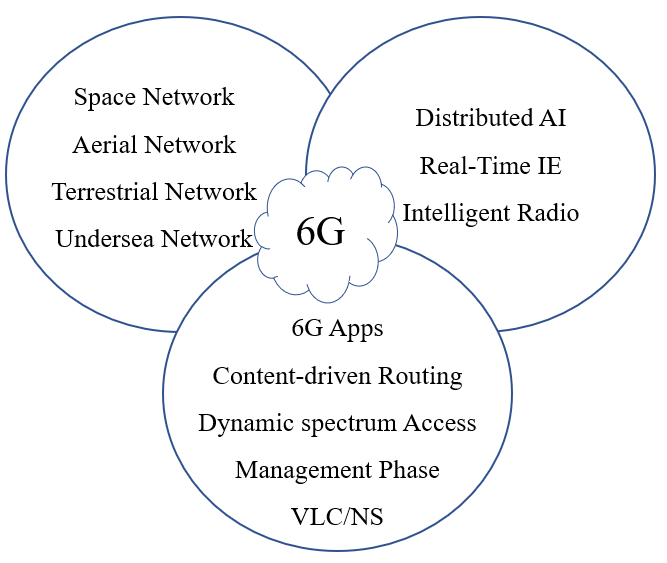 Space Network
Aerial Network
Terrestrial Network
Undersea Network
Distributed AI
Real-Time IE
Intelligent Radio
6G
6G Apps
Content-driven Routing
Dynamic spectrum Access
Management Phase
VLC/NS